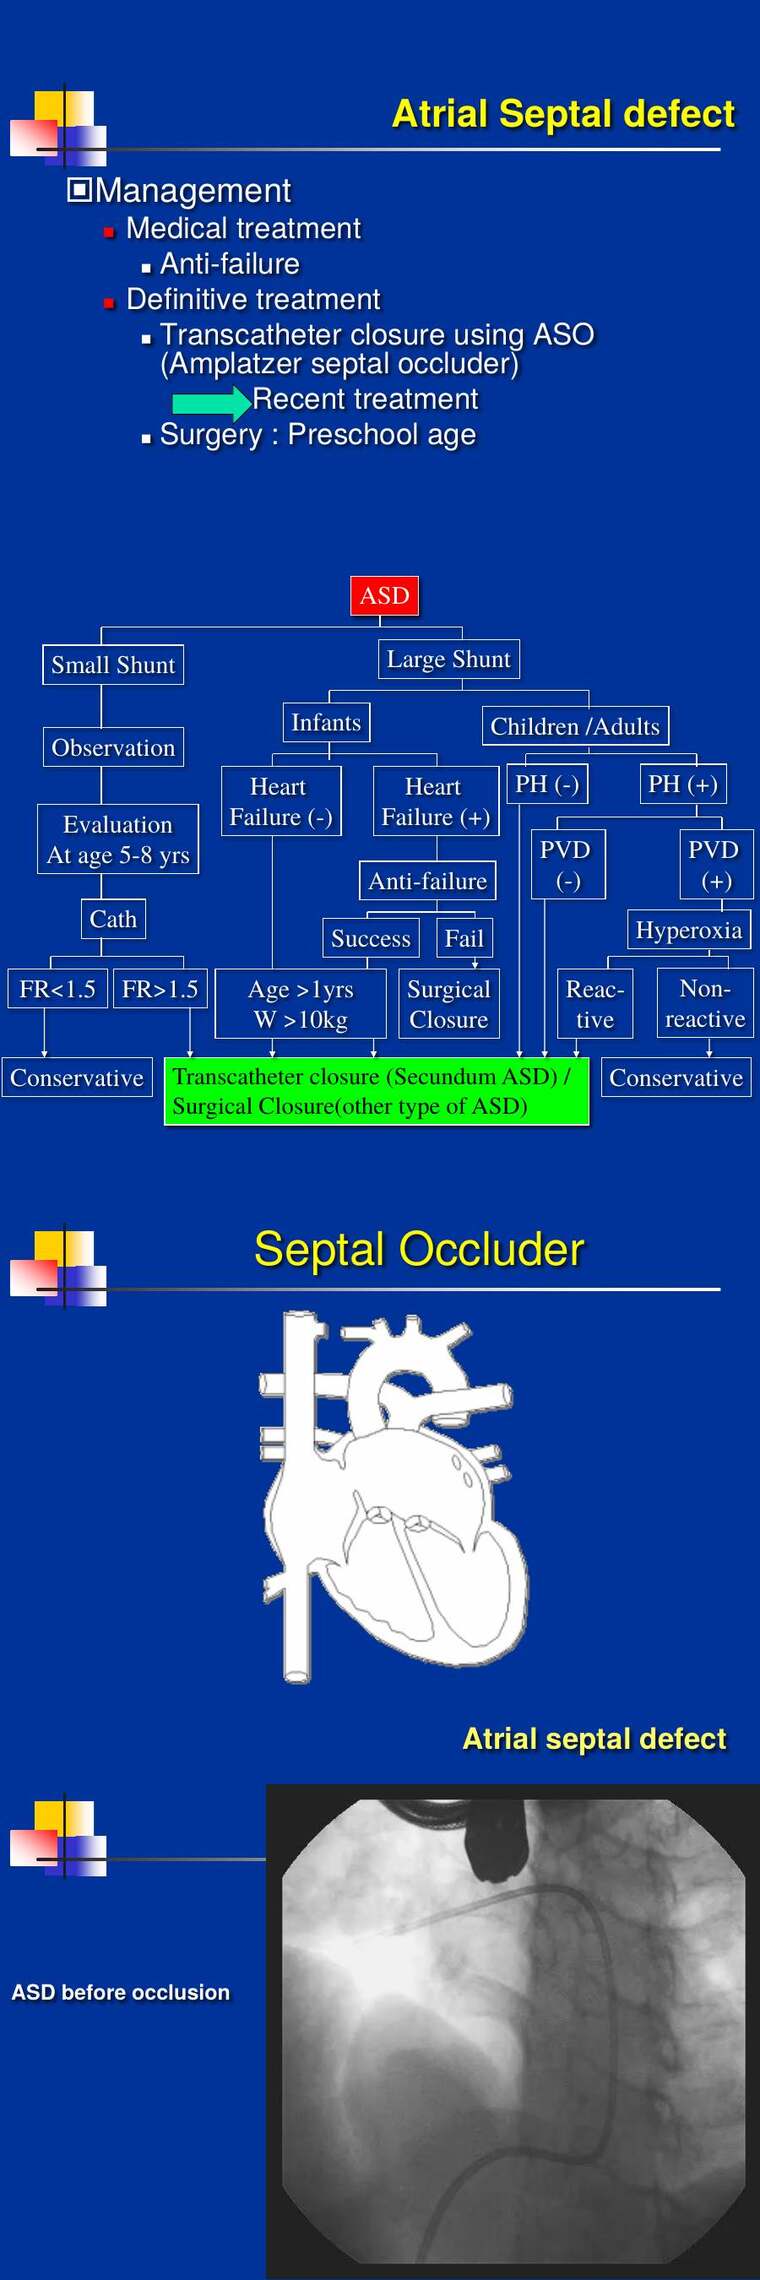 Atrial Septal defect
Management
Medical treatment
Anti-failure
Definitive treatment
Transcatheter closure using ASO
(Amplatzer septal occluder)
Recent treatment
Surgery : Preschool age
ASD
Small Shunt
Large Shunt
Infants
Children /Adults
Observation
Heart
Failure (-)
Heart
Failure (+)
PH (-)
PH (+)
Evaluation
At age 5-8 yrs
PVD
(-)
PVD
(+)
Anti-failure
Cath
Success
Fail
Hyperoxia
FR<1.5
FR>1.5
Age >1yrs
W >10kg
Surgical
Closure
Reac-
tive
Non-
reactive
Conservative
Transcatheter closure (Secundum ASD) /
Surgical Closure(other type of ASD)
Conservative
Septal Occluder
Atrial septal defect
ASD before occlusion